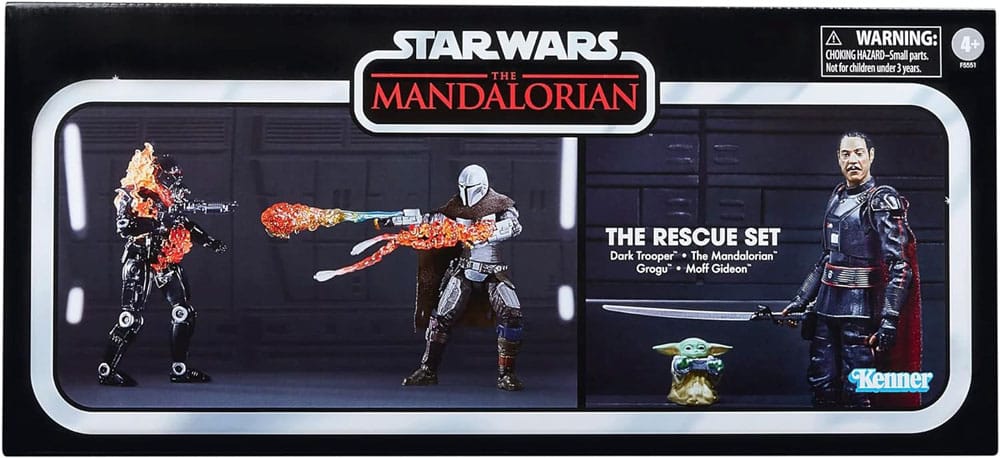 STAR WARS
THE
MANDALORIAN
⚠ WARNING:
CHOKING HAZARD–Small parts.
Not for children under 3 years.
4+
F5551
THE RESCUE SET
Dark Trooper™ • The Mandalorian™
Grogu™ • Moff Gideon™
Kenner